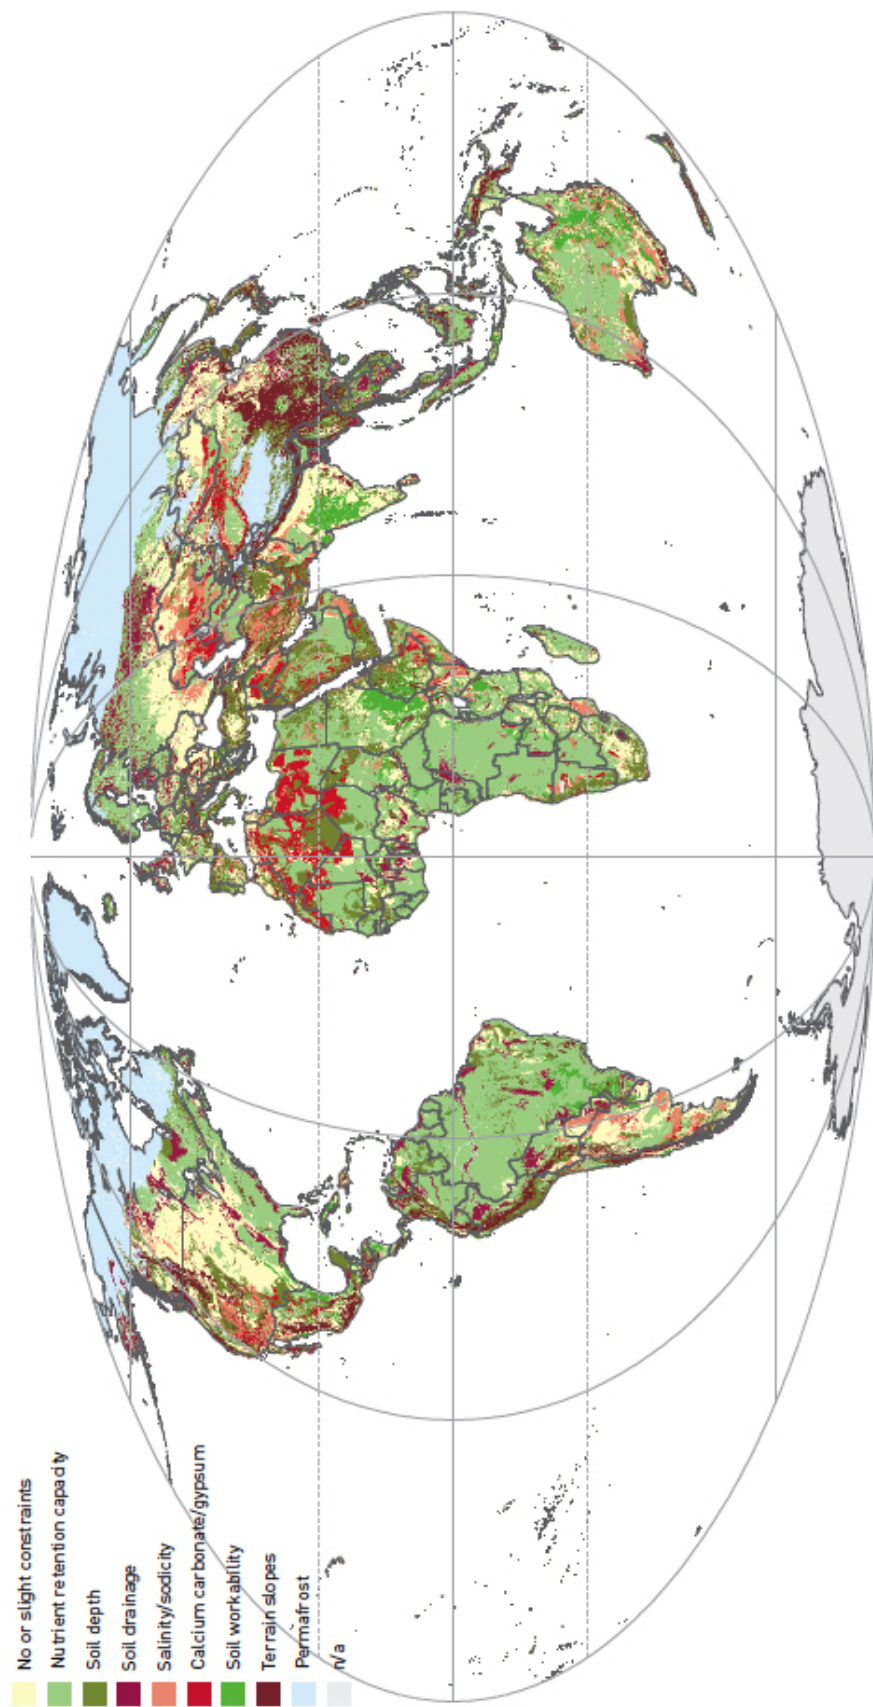 No or slight constraints
Nutrient retention capacity
Soil depth
Soil drainage
Salinity/sodicity
Calcium carbonate/gypsum
Soil workability
Terrain slopes
Permafrost
n/a